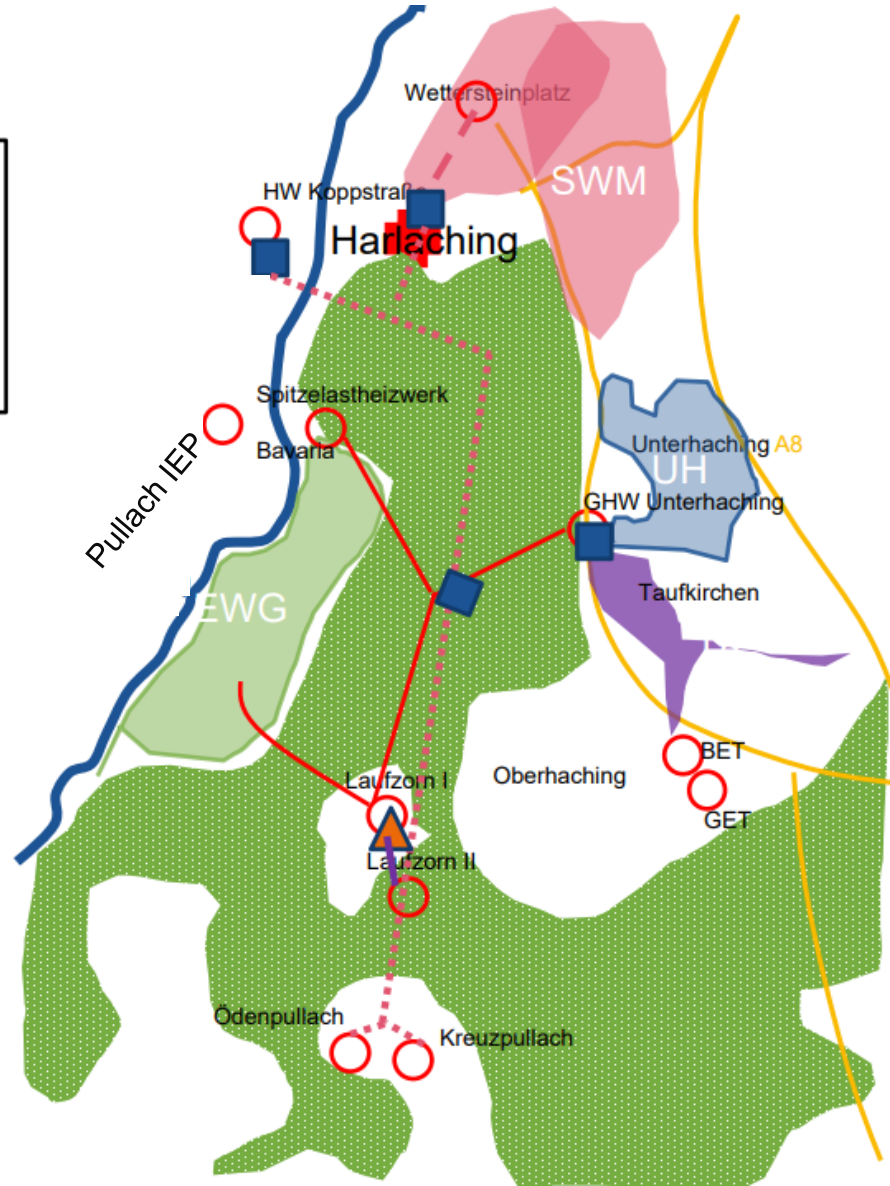 Wettersteinplatz
SWM
HW Koppstraße
Harlaching
Spitzelastheizwerk
Bavaria
Pullach IEP
Unterhaching A8
UH
GHW Unterhaching
Taufkirchen
EWG
BET
Oberhaching
Laufzorn I
GET
Laufzorn II
Ödenpullach
Kreuzpullach